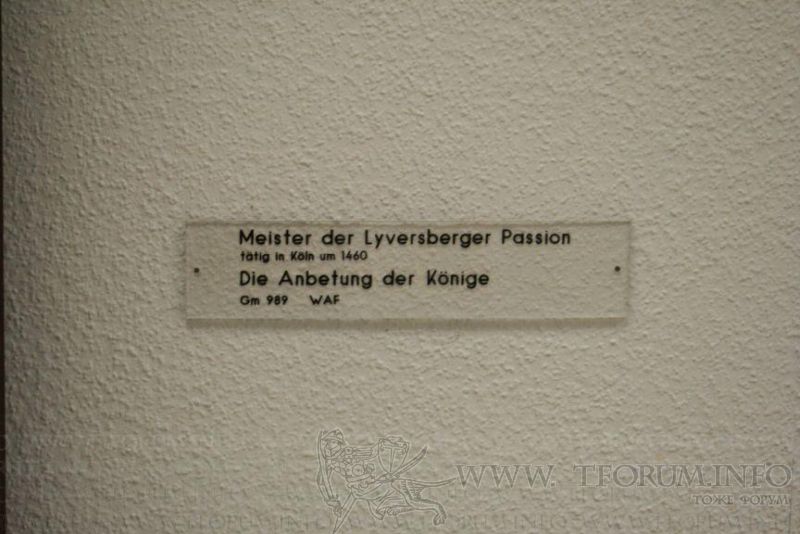 Meister der Lyversberger Passion
tätig in Köln um 1460
Die Anbetung der Könige
Gm 989 WAF
WWW. TFORUM.INFO
ТОЖЕ ФОРУМ